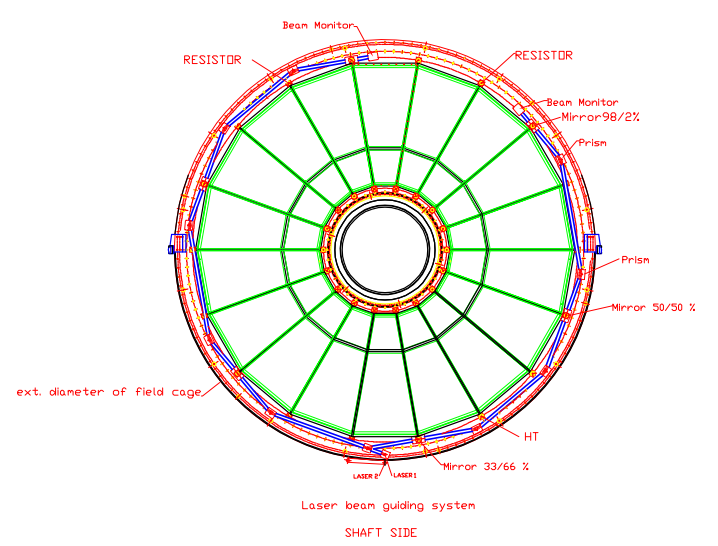 Beam Monitor
RESISTOR
RESISTOR
Beam Monitor
Mirror98/2%
Prism
Prism
Mirror 50/50 %
ext. diameter of field cage
HT
Mirror 33/66 %
LASER 2
LASER 1
Laser beam guiding system
SHAFT SIDE